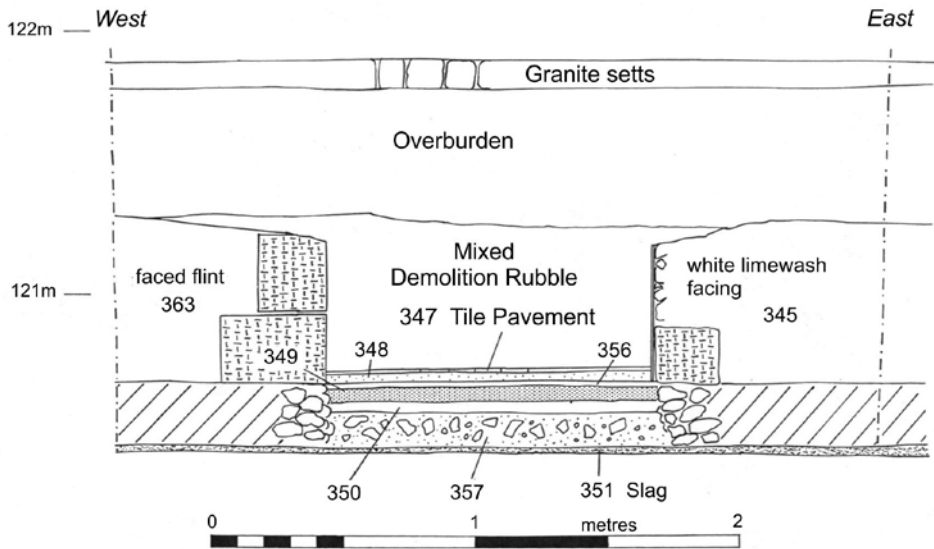 West
East
122m
Granite setts
Overburden
Mixed
Demolition Rubble
faced flint
363
white limewash
facing
345
121m
347 Tile Pavement
349
348
356
350
357
351 Slag
0
1
metres
2